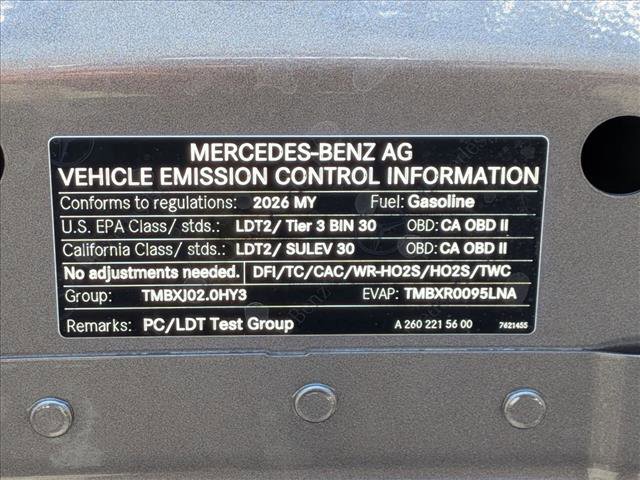 MERCEDES-BENZ AG
VEHICLE EMISSION CONTROL INFORMATION
Conforms to regulations: 2026 MY Fuel: Gasoline
U.S. EPA Class/ stds.: LDT2/ Tier 3 BIN 30 OBD: CA OBD II
California Class/ stds.: LDT2/ SULEV 30 OBD: CA OBD II
No adjustments needed. DFI/TC/CAC/WR-HO2S/HO2S/TWC
Group: TMBXJ02.0HY3 EVAP: TMBXR0095LNA
Remarks: PC/LDT Test Group A 260 221 56 00 7621455